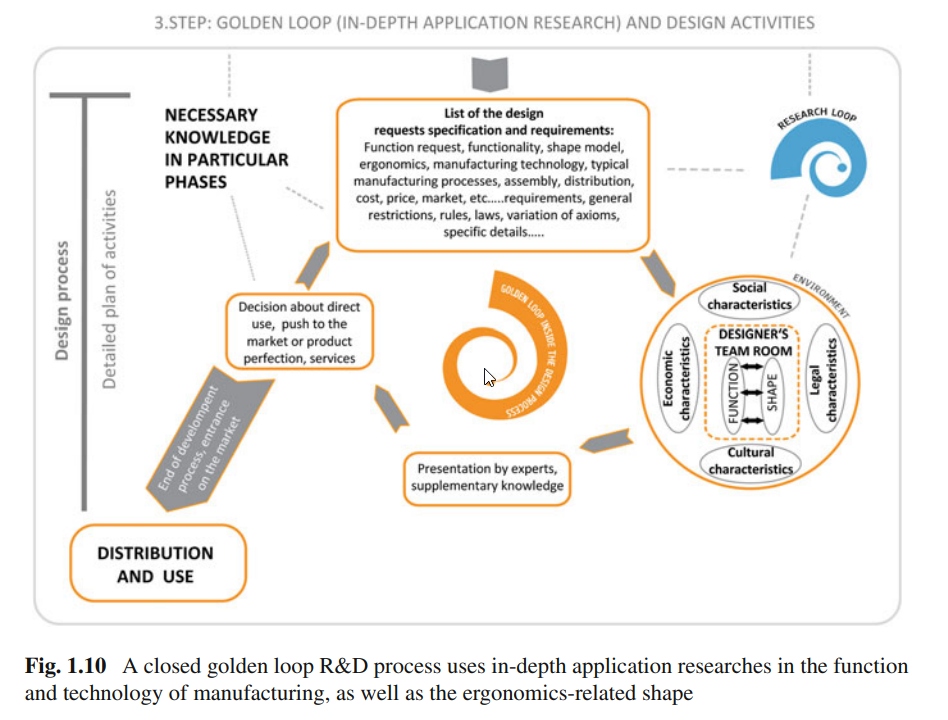 3.STEP: GOLDEN LOOP (IN-DEPTH APPLICATION RESEARCH) AND DESIGN ACTIVITIES
NECESSARY
KNOWLEDGE
IN PARTICULAR
PHASES
List of the design
requests specification and requirements:
Function request, functionality, shape model,
ergonomics, manufacturing technology, typical
manufacturing processes, assembly, distribution,
cost, price, market, etc.....requirements, general
restrictions, rules, laws, variation of axioms,
specific details.....
RESEARCH LOOP
Design process
Detailed plan of activities
Decision about direct
use, push to the
market or product
perfection, services
GOLDEN LOOP INSIDE THE DESIGN PROCESS
ENVIRONMENT
Social
characteristics
Economic
characteristics
DESIGNER'S
TEAM ROOM
FUNCTION
SHAPE
Legal
characteristics
Cultural
characteristics
Presentation by experts,
supplementary knowledge
End of develompent
process, entrance
on the market
DISTRIBUTION
AND USE
Fig. 1.10 A closed golden loop R&D process uses in-depth application researches in the function
and technology of manufacturing, as well as the ergonomics-related shape